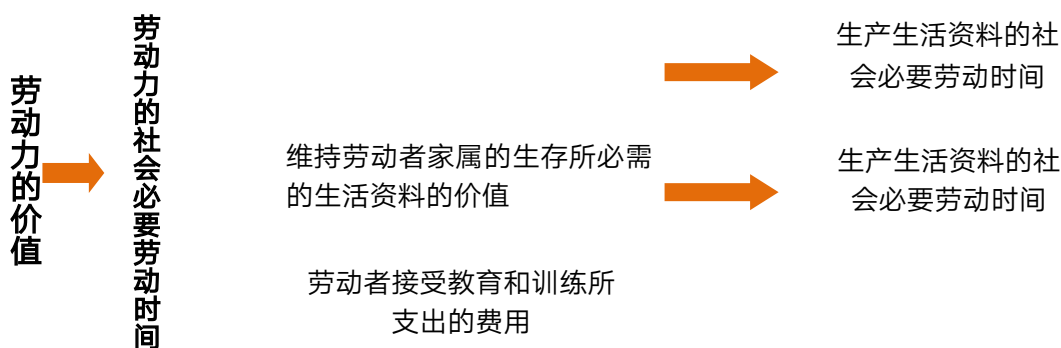 劳动力的价值
劳动力的社会必要劳动时间
生产生活资料的社
会必要劳动时间
维持劳动者家属的生存所必需
的生活资料的价值
生产生活资料的社
会必要劳动时间
劳动者接受教育和训练所
支出的费用